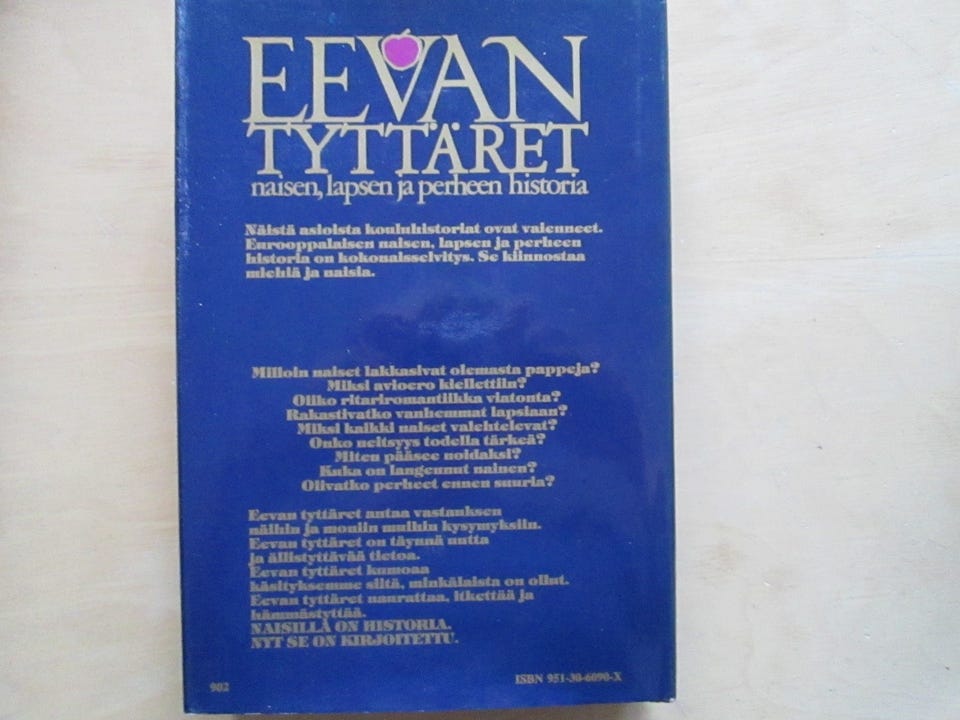 EEVAN
TYTTÄRET
naisen, lapsen ja perheen historia
Näistä asioista kouluhistoriat ovat vaienneet.
Eurooppalaisen naisen, lapsen ja perheen
historia on kokonaisselvitys. Se kiinnostaa
miehiä ja naisia.
Milloin naiset lakkasivat olemasta pappeja?
Miksi avioero kiellettiin?
Oliko ritariromantiikka viatonta?
Rakastivatko vanhemmat lapsiaan?
Miksi kaikki naiset valehtelevat?
Onko neitsyys todella tärkeä?
Miten pääsee noidaksi?
Kuka on langennut nainen?
Olivatko perheet ennen suuria?
Eevan tyttäret antaa vastauksen
näihin ja moniin muihin kysymyksiin.
Eevan tyttäret on täynnä uutta
ja ällistyttävää tietoa.
Eevan tyttäret kumoaa
käsityksemme siitä, minkälaista on ollut.
Eevan tyttäret naurattaa, itkettää ja
hämmästyttää.
NAISILLA ON HISTORIA.
NYT SE ON KIRJOITETTU.
902
ISBN 951-30-6090-X